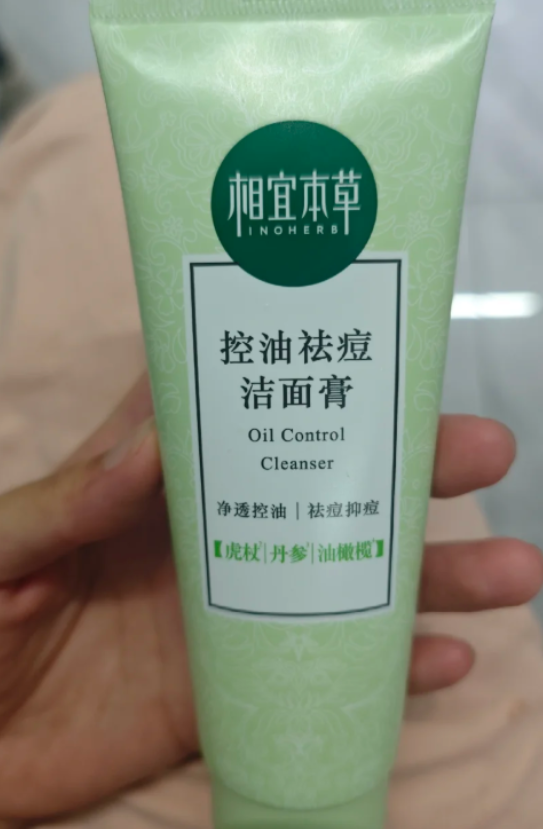 相宜本草
INOHERB
控油祛痘
洁面膏
Oil Control
Cleanser
净透控油 | 祛痘抑痘
【虎杖|丹参|油橄榄】